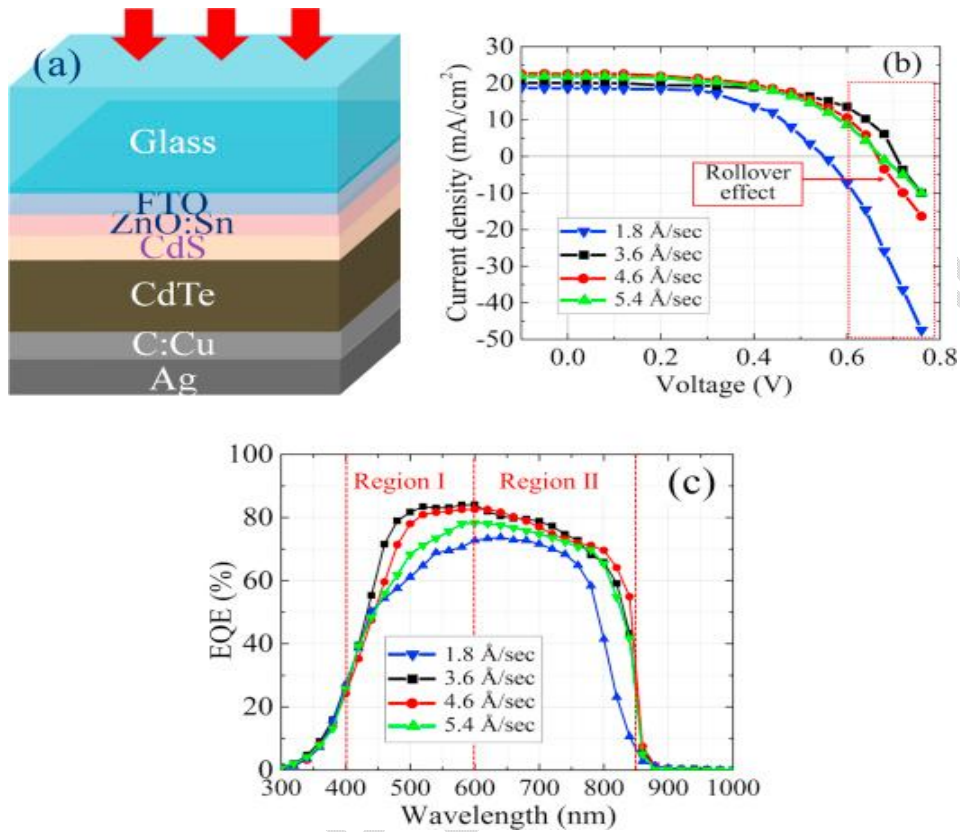 (a)
Glass
FTO
ZnO:Sn
CdS
CdTe
C:Cu
Ag
(b)
Current density (mA/cm²)
30
20
10
0
-10
-20
-30
-40
-50
Rollover
effect
1.8 Å/sec
3.6 Å/sec
4.6 Å/sec
5.4 Å/sec
0.0 0.2 0.4 0.6 0.8
Voltage (V)
(c)
Region I Region II
EQE (%)
100
80
60
40
20
0
1.8 Å/sec
3.6 Å/sec
4.6 Å/sec
5.4 Å/sec
300 400 500 600 700 800 900 1000
Wavelength (nm)